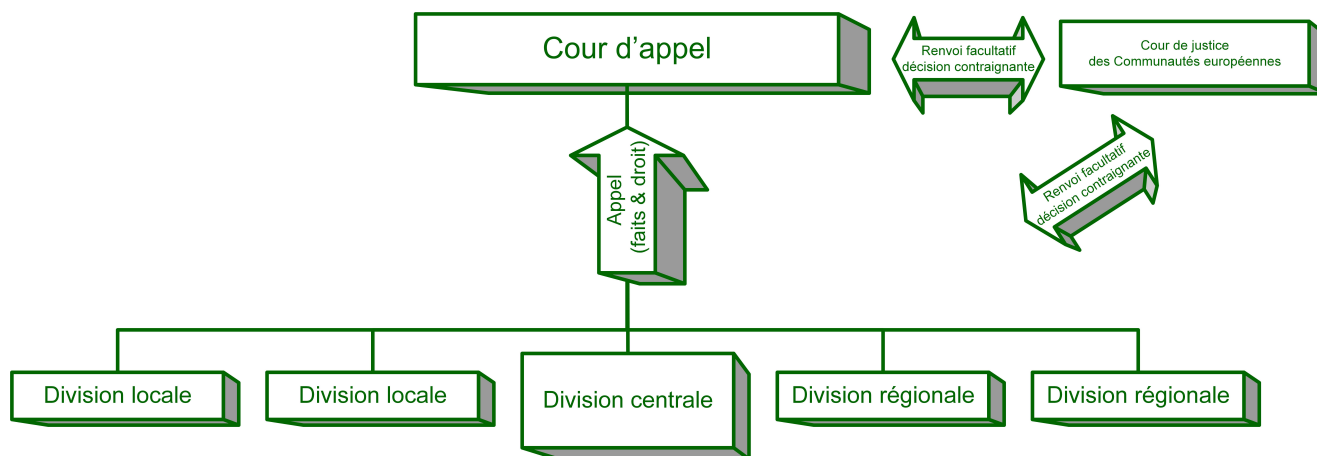 Cour d'appel
Renvoi facultatif
décision contraignante
Cour de justice
des Communautés européennes
Renvoi facultatif
décision contraignante
Appel
(faits & droit)
Division locale
Division locale
Division centrale
Division régionale
Division régionale